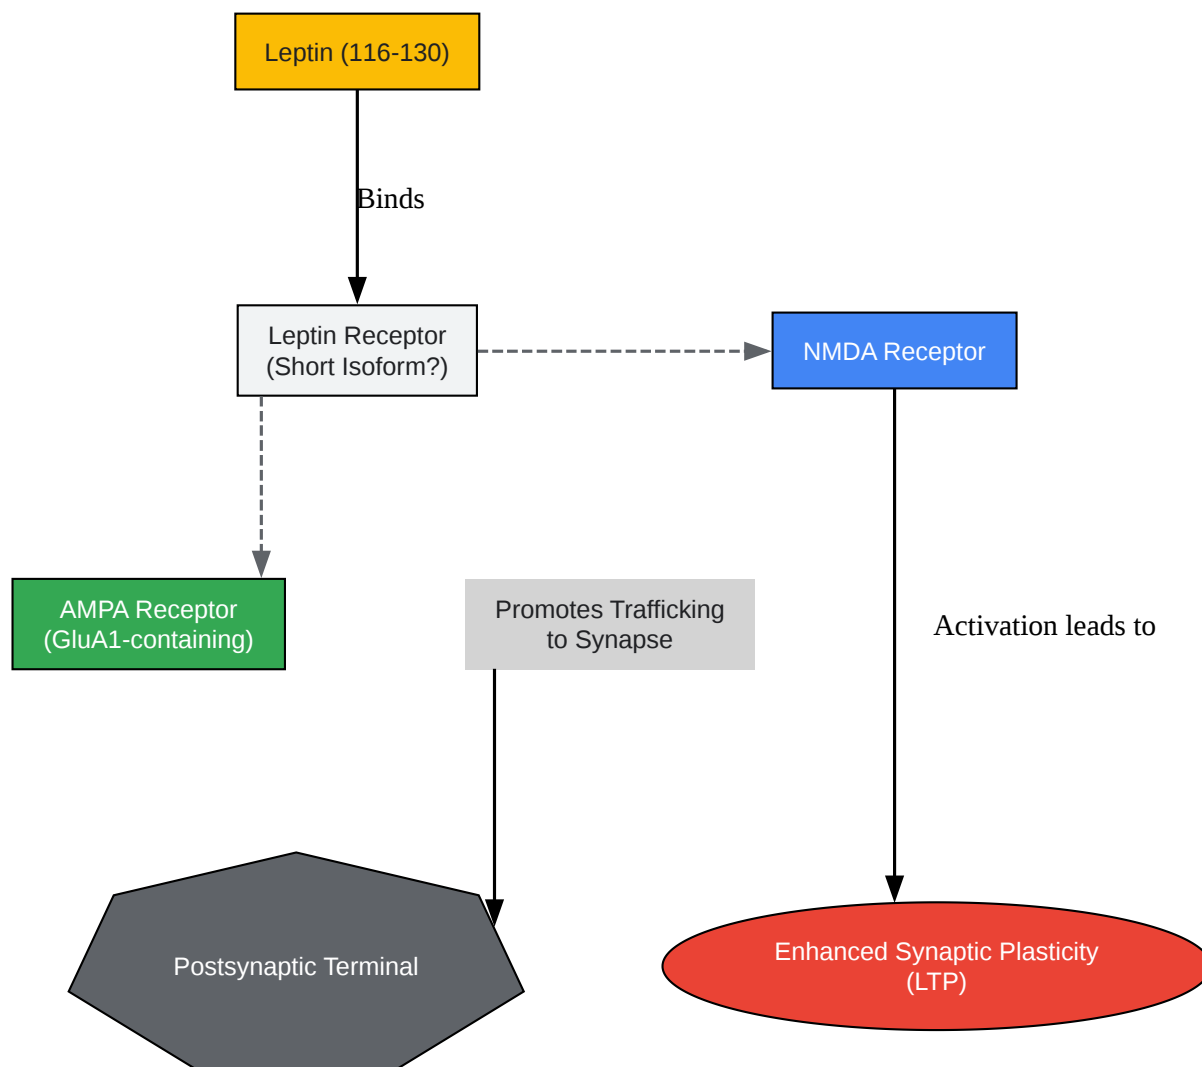 Leptin (116-130)
Binds
Leptin Receptor
(Short Isoform?)
NMDA Receptor
AMPA Receptor
(GluA1-containing)
Promotes Trafficking
to Synapse
Activation leads to
Postsynaptic Terminal
Enhanced Synaptic Plasticity
(LTP)